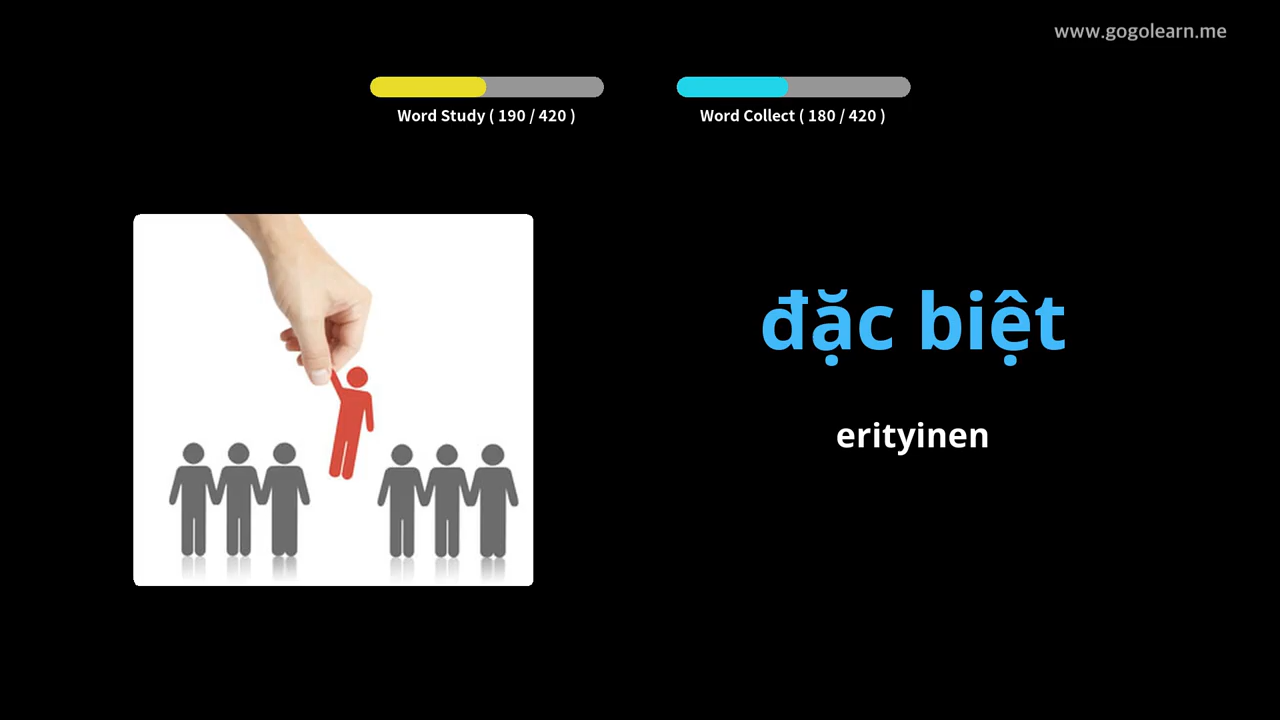 www.gogolearn.me
Word Study ( 190 / 420 )
Word Collect ( 180 / 420 )
đặc biệt
erityinen